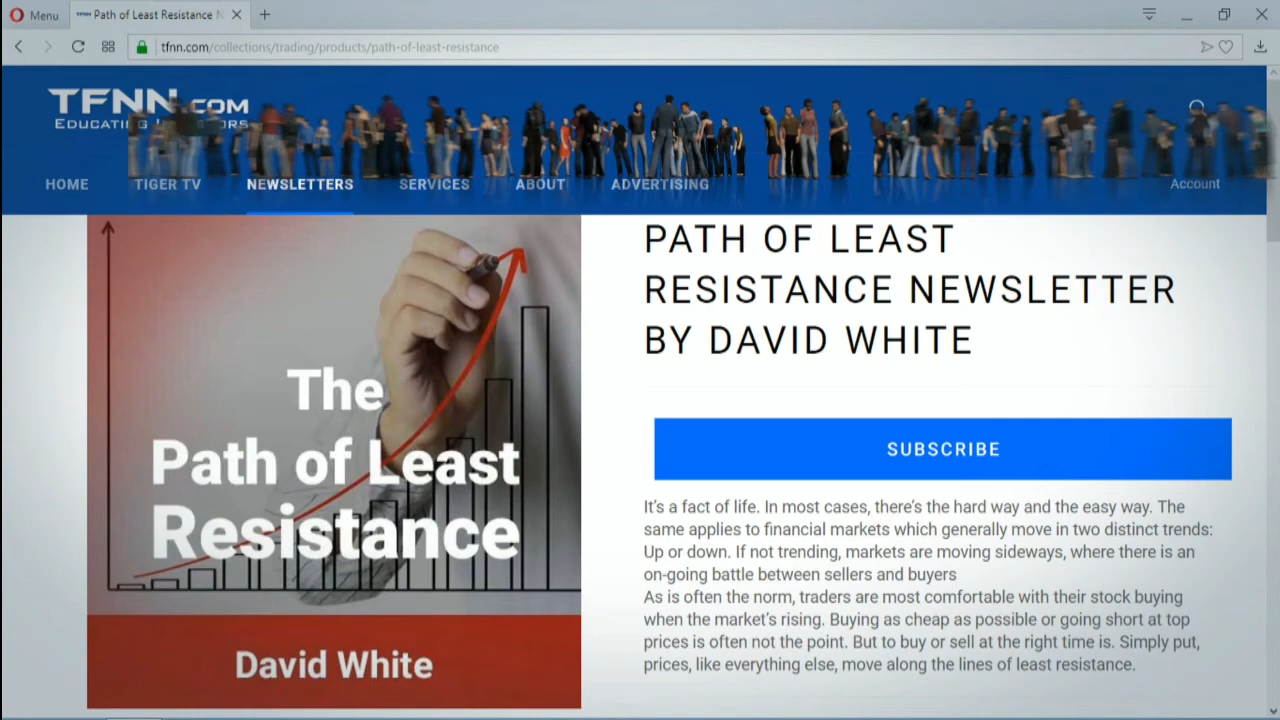 Menu
Path of Least Resistance N
tfnn.com/collections/trading/products/path-of-least-resistance
TFNN.COM
EDUCATING INVESTORS
HOME TIGER TV NEWSLETTERS SERVICES ABOUT ADVERTISING Account
The
Path of Least
Resistance
David White
PATH OF LEAST
RESISTANCE NEWSLETTER
BY DAVID WHITE
SUBSCRIBE
It's a fact of life. In most cases, there's the hard way and the easy way. The
same applies to financial markets which generally move in two distinct trends:
Up or down. If not trending, markets are moving sideways, where there is an
on-going battle between sellers and buyers
As is often the norm, traders are most comfortable with their stock buying
when the market's rising. Buying as cheap as possible or going short at top
prices is often not the point. But to buy or sell at the right time is. Simply put,
prices, like everything else, move along the lines of least resistance.